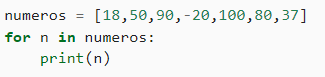 numeros = [18,50,90,-20,100,80,37]
for n in numeros:
    print(n)